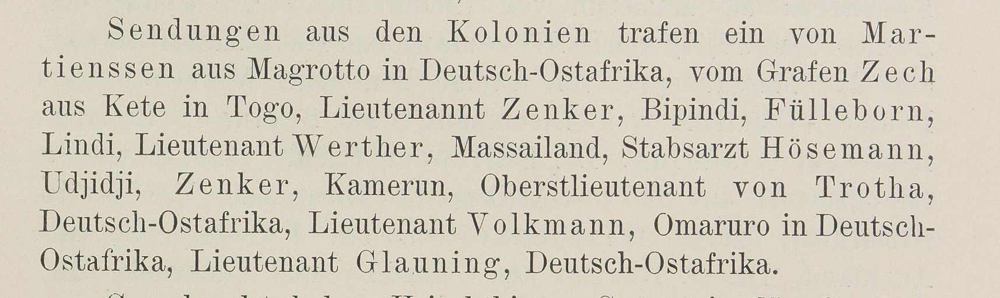 Sendungen aus den Kolonien trafen ein von Mar-
tienssen aus Magrotto in Deutsch-Ostafrika, vom Grafen Zech
aus Kete in Togo, Lieutenannt Zenker, Bipindi, Fülleborn,
Lindi, Lieutenant Werther, Massailand, Stabsarzt Hösemann,
Udjidji, Zenker, Kamerun, Oberstlieutenant von Trotha,
Deutsch-Ostafrika, Lieutenant Volkmann, Omaruro in Deutsch-
Ostafrika, Lieutenant Glauning, Deutsch-Ostafrika.